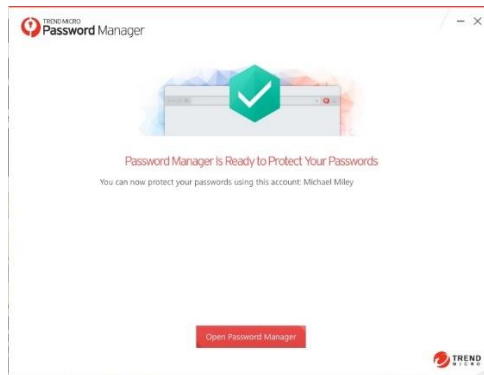 TREND MICRO
Password Manager
Password Manager Is Ready to Protect Your Passwords
You can now protect your passwords using this account: Michael Miley
Open Password Manager
TREND
MICRO